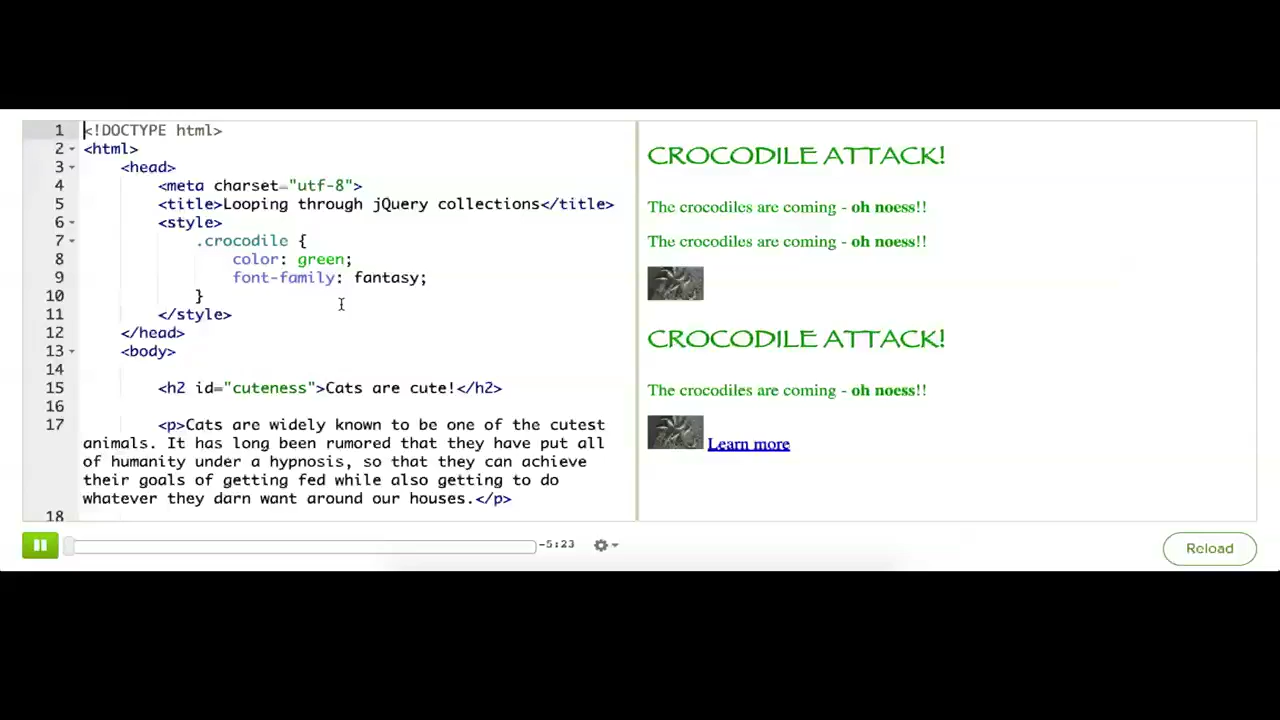 1 <!DOCTYPE html>
2 <html>
3 <head>
4 <meta charset="utf-8">
5 <title>Looping through jQuery collections</title>
6 <style>
7 .crocodile {
8 color: green;
9 font-family: fantasy;
10 }
11 </style>
12 </head>
13 <body>
14
15 <h2 id="cuteness">Cats are cute!</h2>
16
17 <p>Cats are widely known to be one of the cutest
animals. It has long been rumored that they have put all
of humanity under a hypnosis, so that they can achieve
their goals of getting fed while also getting to do
whatever they darn want around our houses.</p>
18
CROCODILE ATTACK!
The crocodiles are coming - oh noess!!
The crocodiles are coming - oh noess!!
CROCODILE ATTACK!
The crocodiles are coming - oh noess!!
Learn more
-5:23
Reload